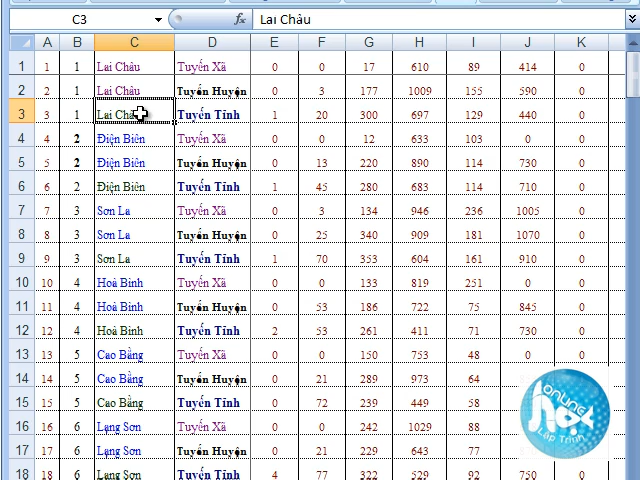 C3 fx Lai Châu
A B C D E F G H I J K
1 1 1 Lai Châu Tuyến Xã 0 0 17 610 89 414 0
2 2 1 Lai Châu Tuyến Huyện 0 3 177 1009 155 590 0
3 3 1 Lai Tuyến Tỉnh 1 20 300 697 129 440 0
4 4 2 Điện Biên Tuyến Xã 0 0 12 633 103 0 0
5 5 2 Điện Biên Tuyến Huyện 0 13 220 890 114 730 0
6 6 2 Điện Biên Tuyến Tỉnh 1 45 280 683 114 710 0
7 7 3 Sơn La Tuyến Xã 0 3 134 946 236 1005 0
8 8 3 Sơn La Tuyến Huyện 0 25 340 909 181 1070 0
9 9 3 Sơn La Tuyến Tỉnh 1 70 353 604 161 910 0
10 10 4 Hoà Bình Tuyến Xã 0 0 133 819 251 0 0
11 11 4 Hoà Bình Tuyến Huyện 0 53 186 722 75 845 0
12 12 4 Hoà Bình Tuyến Tỉnh 2 53 261 411 71 730 0
13 13 5 Cao Bằng Tuyến Xã 0 0 150 753 48 0 0
14 14 5 Cao Bằng Tuyến Huyện 0 21 289 973 64
15 15 5 Cao Bằng Tuyến Tỉnh 0 72 239 449 58
16 16 6 Lạng Sơn Tuyến Xã 0 0 242 1029 88
17 17 6 Lạng Sơn Tuyến Huyện 0 21 229 643 77
18 18 6 Lạng Sơn Tuyến Tỉnh 4 77 322 529 92 750 0
Online
Lập Trình